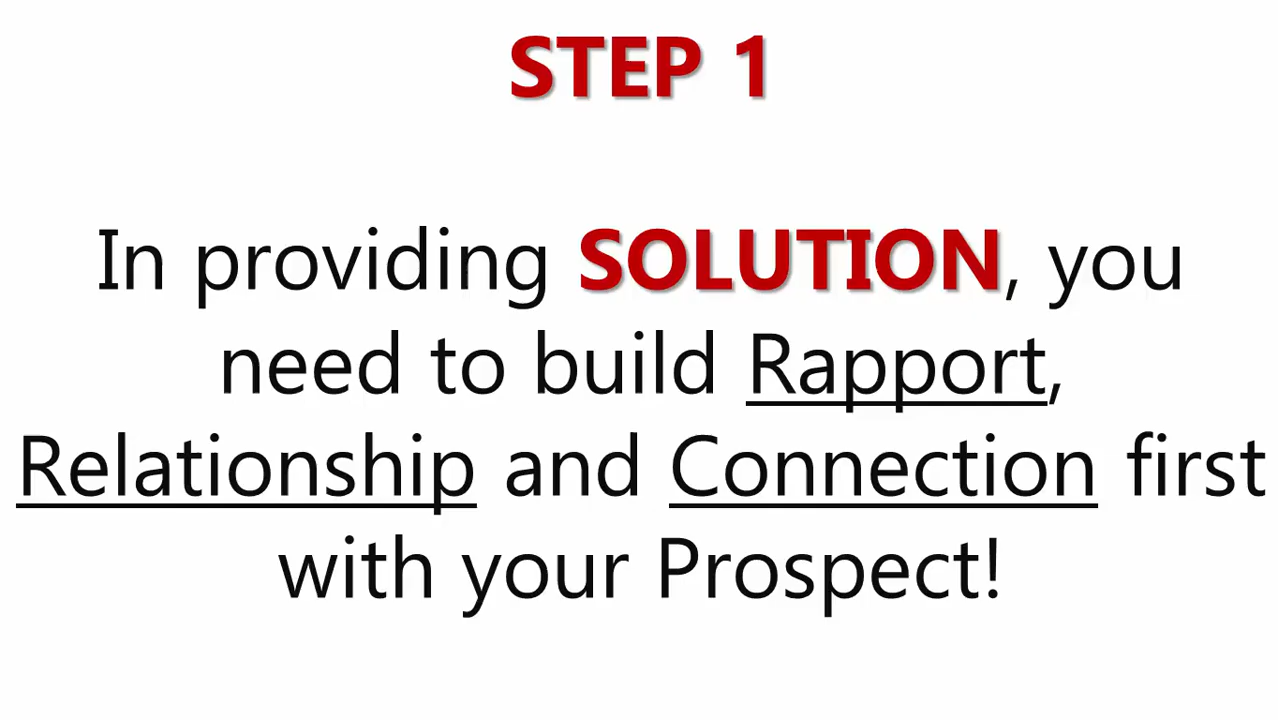 STEP 1
In providing SOLUTION, you
need to build Rapport,
Relationship and Connection first
with your Prospect!